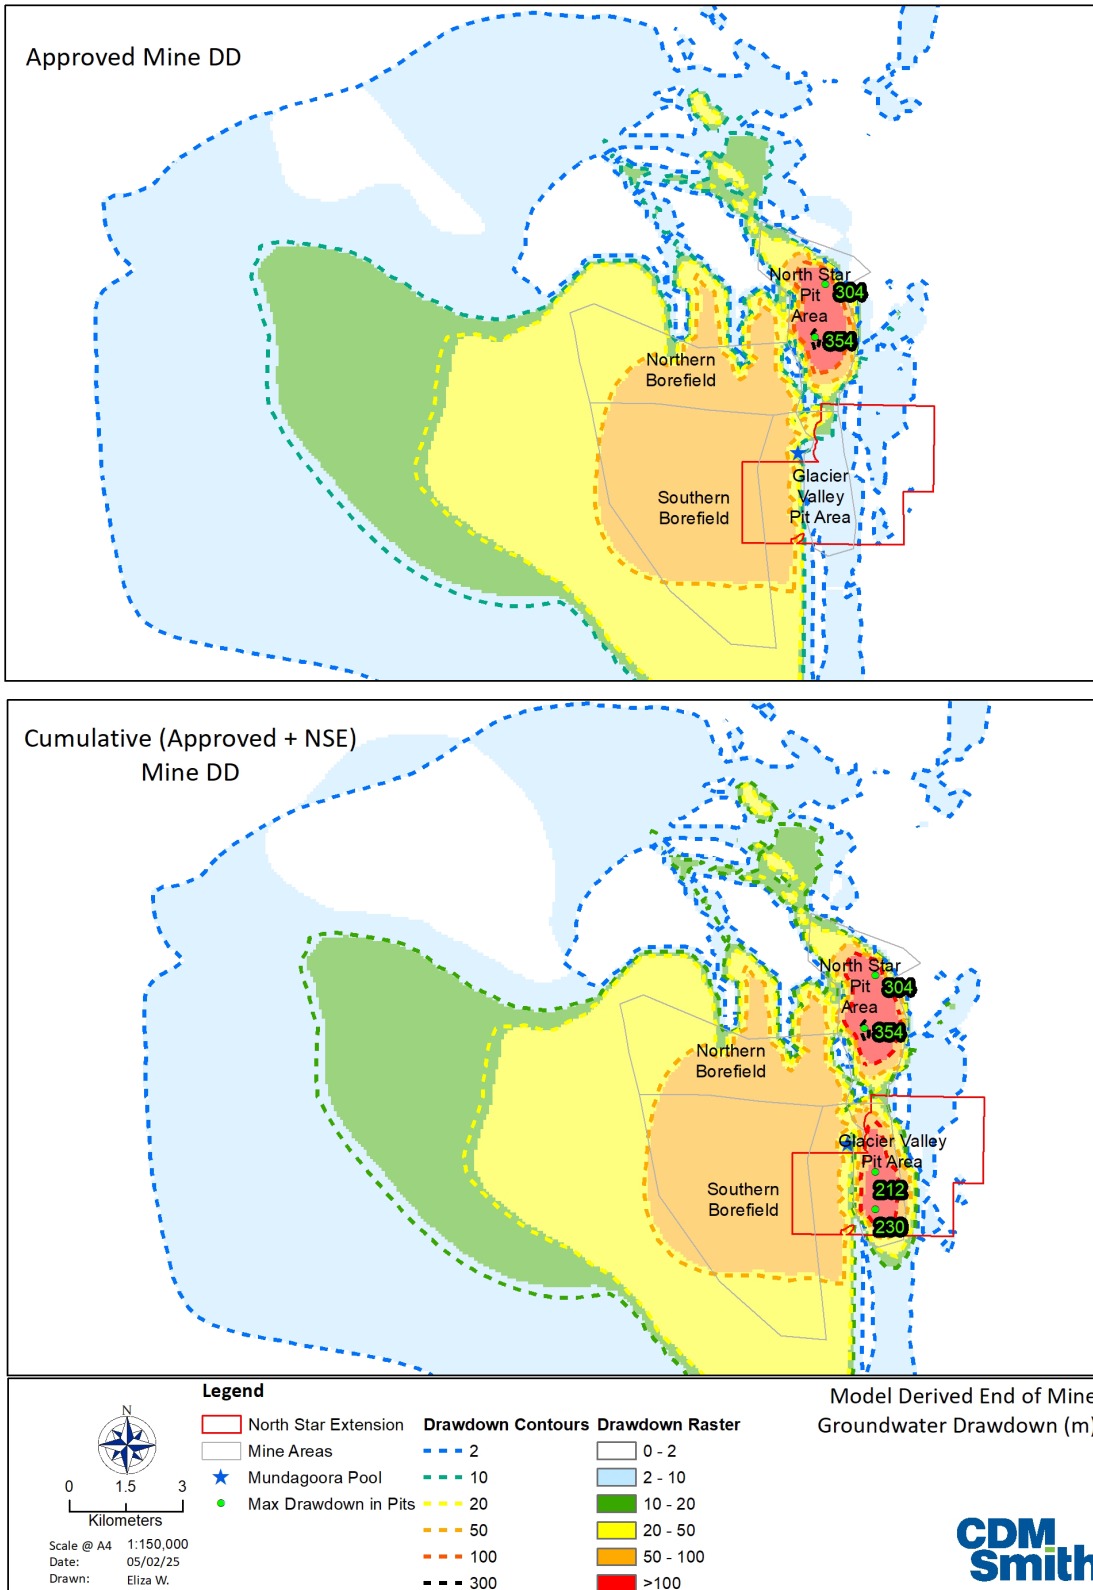 Approved Mine DD
North Star
Pit
Area
304
354
Northern
Borefield
Southern
Borefield
Glacier
Valley
Pit Area
Cumulative (Approved + NSE)
Mine DD
North Star
Pit
Area
304
354
Northern
Borefield
Glacier Valley
Pit Area
212
230
Southern
Borefield
Legend
North Star Extension
Mine Areas
Mundagoora Pool
Max Drawdown in Pits
Drawdown Contours
2
10
20
50
100
300
Drawdown Raster
0 - 2
2 - 10
10 - 20
20 - 50
50 - 100
>100
N
0 1.5 3
Kilometers
Scale @ A4 1:150,000
Date: 05/02/25
Drawn: Eliza W.
Model Derived End of Mine
Groundwater Drawdown (m)
CDM
Smith